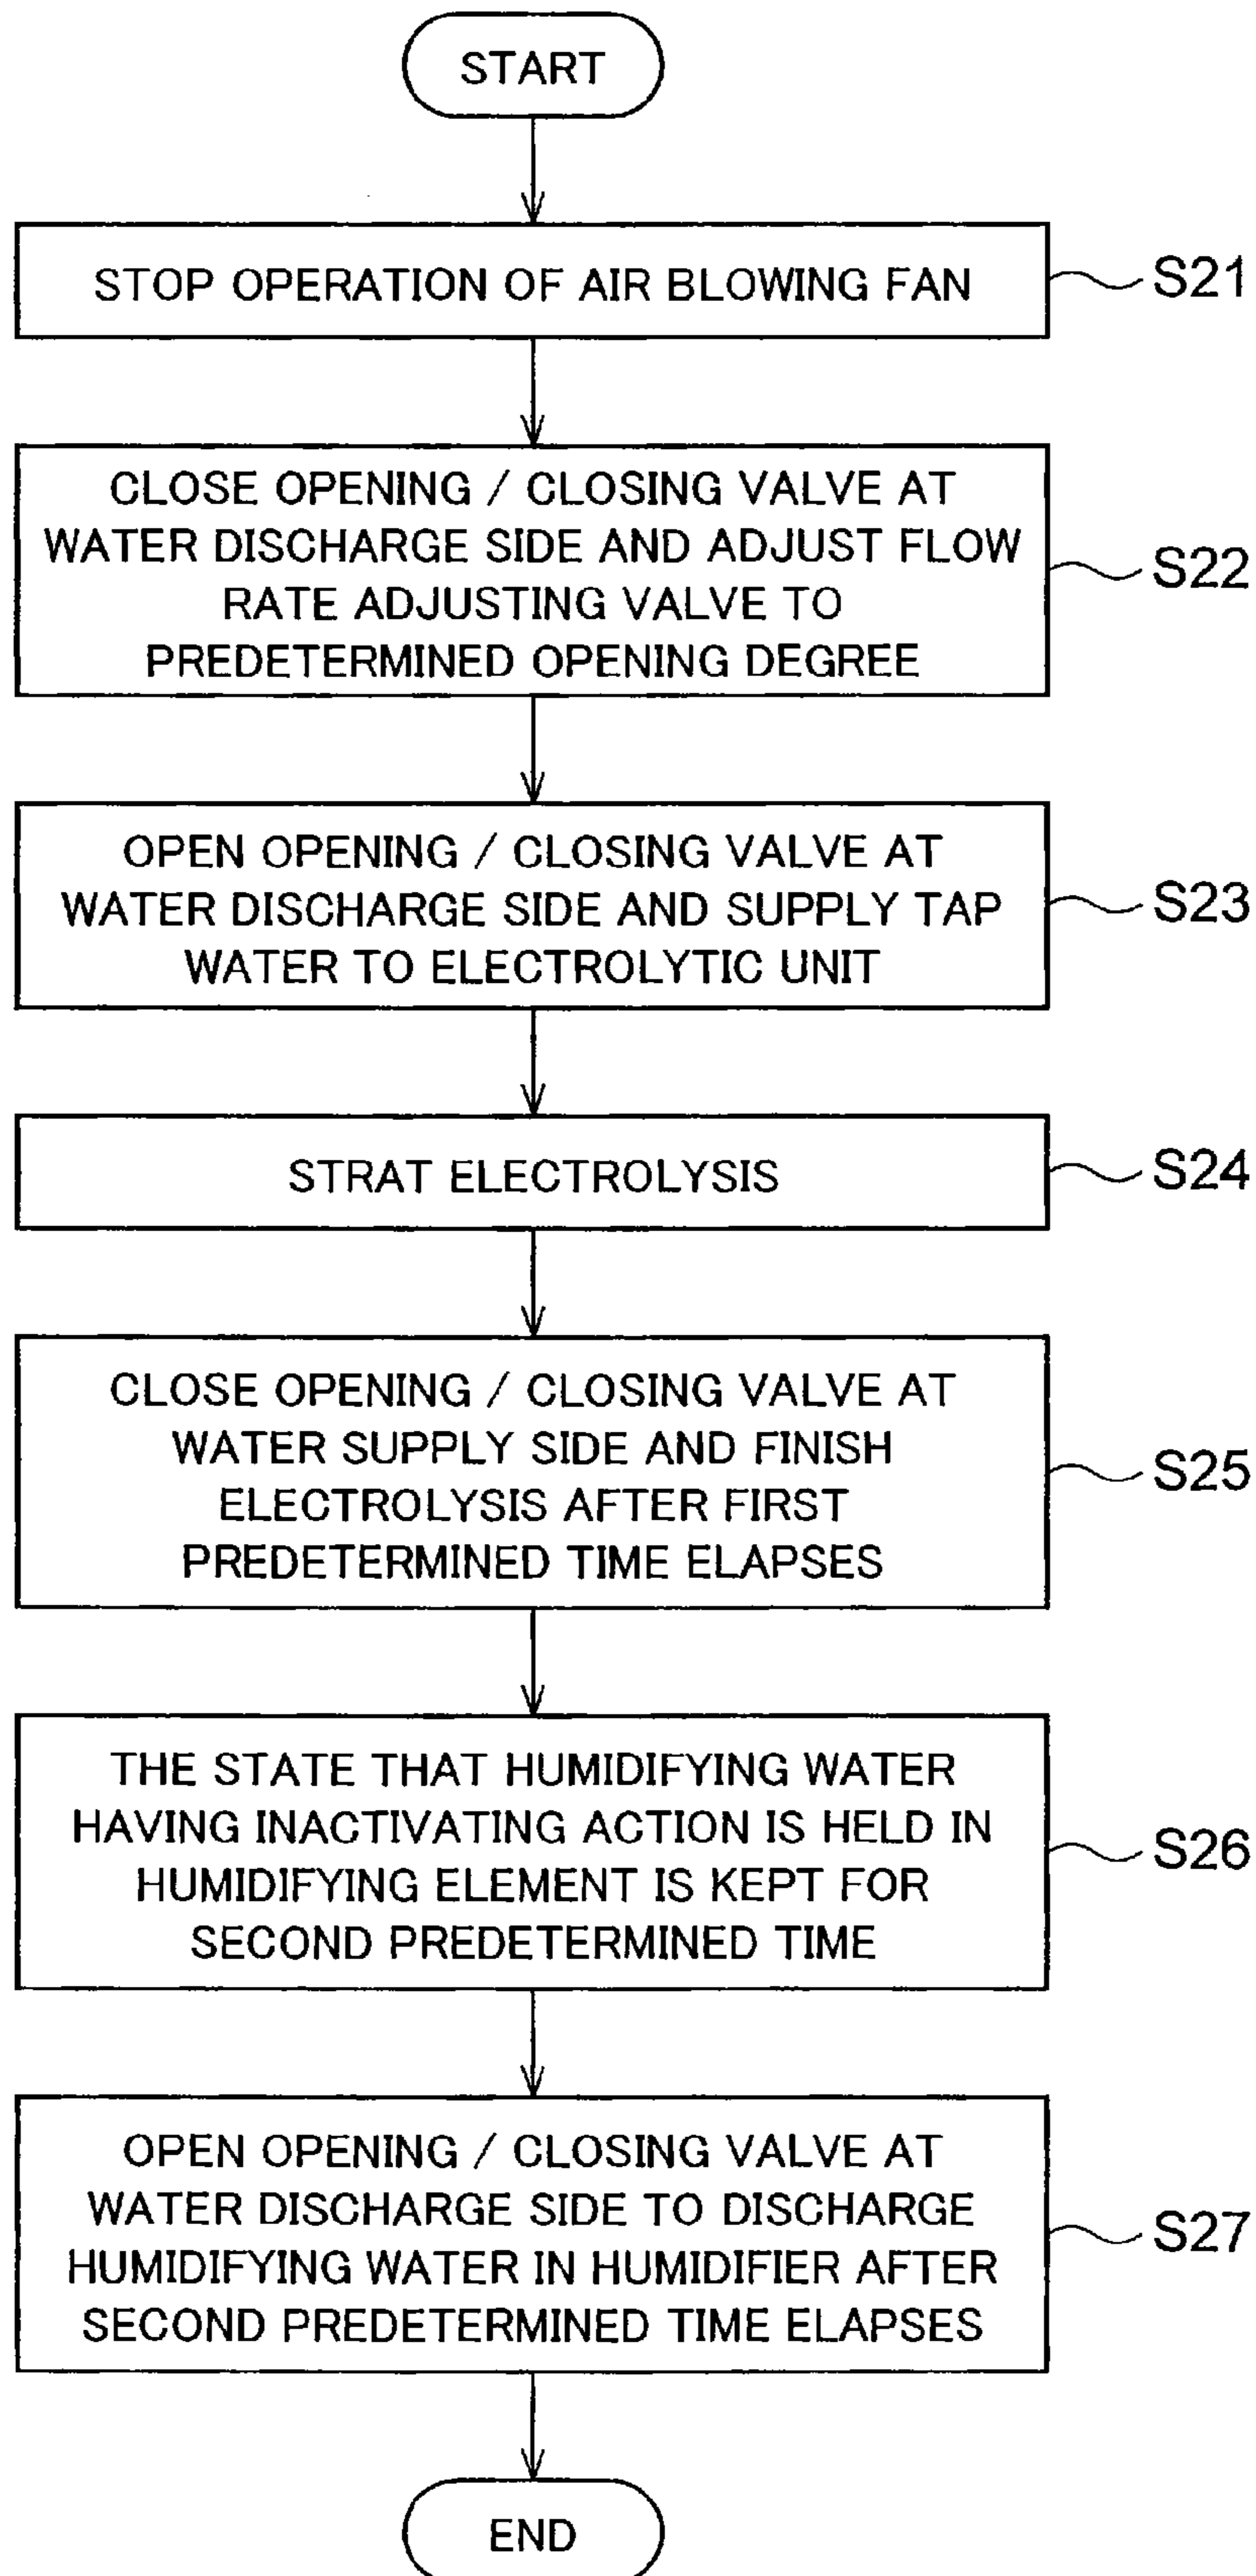 START
STOP OPERATION OF AIR BLOWING FAN
S21
CLOSE OPENING / CLOSING VALVE AT
WATER DISCHARGE SIDE AND ADJUST FLOW
RATE ADJUSTING VALVE TO
PREDETERMINED OPENING DEGREE
S22
OPEN OPENING / CLOSING VALVE AT
WATER DISCHARGE SIDE AND SUPPLY TAP
WATER TO ELECTROLYTIC UNIT
S23
STRAT ELECTROLYSIS
S24
CLOSE OPENING / CLOSING VALVE AT
WATER SUPPLY SIDE AND FINISH
ELECTROLYSIS AFTER FIRST
PREDETERMINED TIME ELAPSES
S25
THE STATE THAT HUMIDIFYING WATER
HAVING INACTIVATING ACTION IS HELD IN
HUMIDIFYING ELEMENT IS KEPT FOR
SECOND PREDETERMINED TIME
S26
OPEN OPENING / CLOSING VALVE AT
WATER DISCHARGE SIDE TO DISCHARGE
HUMIDIFYING WATER IN HUMIDIFIER AFTER
SECOND PREDETERMINED TIME ELAPSES
S27
END